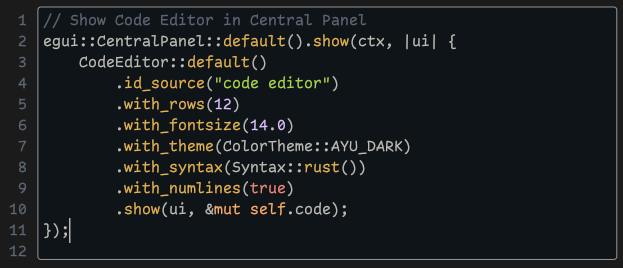 1 // Show Code Editor in Central Panel
2 egui::CentralPanel::default().show(ctx, |ui| {
3     CodeEditor::default()
4         .id_source("code editor")
5         .with_rows(12)
6         .with_fontsize(14.0)
7         .with_theme(ColorTheme::AYU_DARK)
8         .with_syntax(Syntax::rust())
9         .with_numlines(true)
10         .show(ui, &mut self.code);
11 });
12